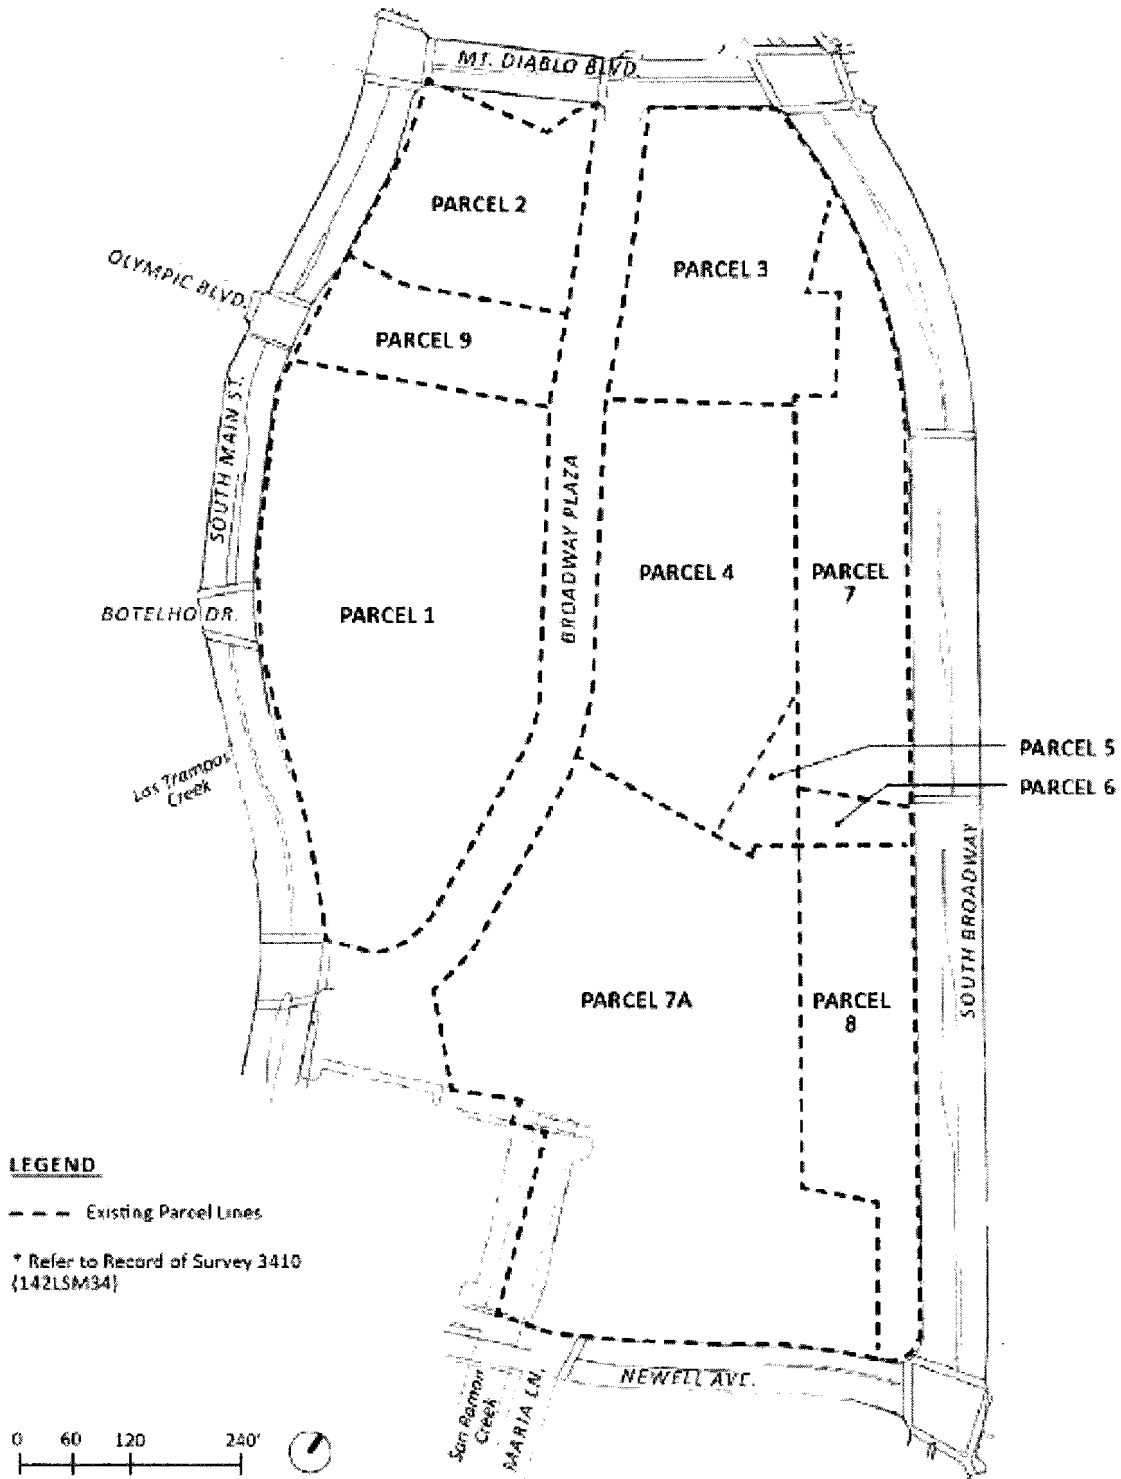 MT. DIABLO BLVD.
PARCEL 2
OLYMPIC BLVD.
PARCEL 3
PARCEL 9
SOUTH MAIN ST.
BROADWAY PLAZA
PARCEL 4
PARCEL
7
BOTELHO DR.
PARCEL 1
PARCEL 5
Las Trampas
Creek
PARCEL 6
SOUTH BROADWAY
PARCEL 7A
PARCEL
8
LEGEND
Existing Parcel Lines
* Refer to Record of Survey 3410
(142LSM34)
NEWELL AVE.
San Ramon
Creek
MARIA LN.
0 60 120 240'